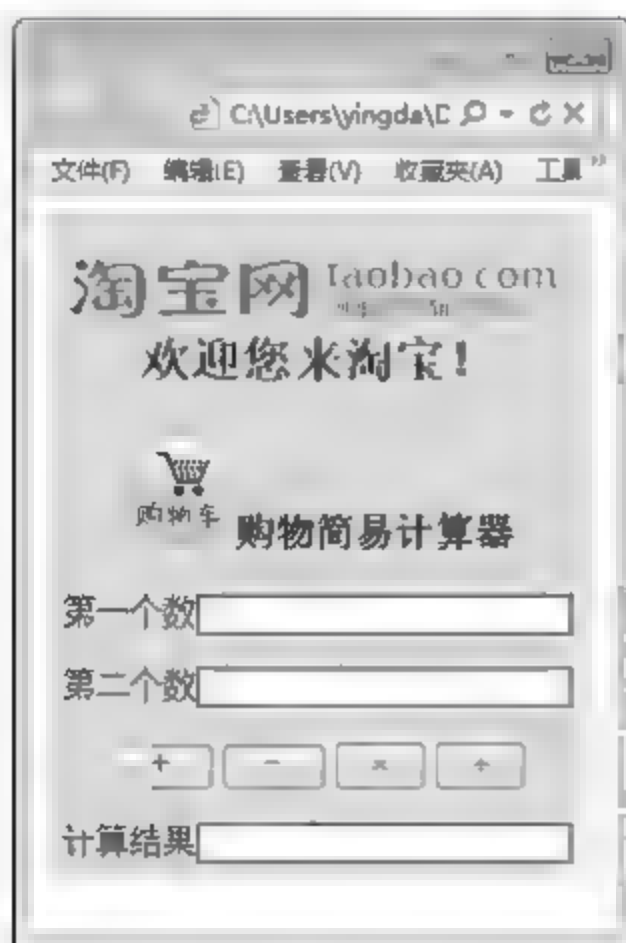 C:\Users\yingda\D
文件(F) 编辑(E) 查看(V) 收藏夹(A) 工具 »
淘宝网 Taobao.com
欢迎您来淘宝!
购物车 购物简易计算器
第一个数
第二个数
+ - × ÷
计算结果